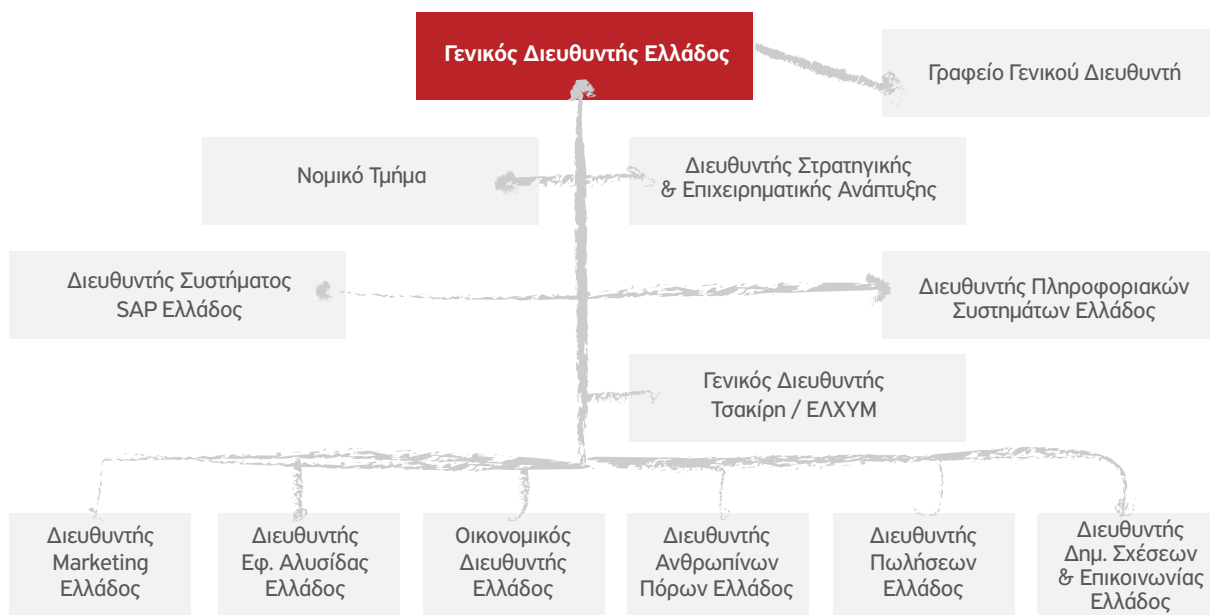 Γενικός Διευθυντής Ελλάδος
Γραφείο Γενικού Διευθυντή
Νομικό Τμήμα
Διευθυντής Στρατηγικής
& Επιχειρηματικής Ανάπτυξης
Διευθυντής Συστήματος
SAP Ελλάδος
Διευθυντής Πληροφοριακών
Συστημάτων Ελλάδος
Γενικός Διευθυντής
Τσακίρη / ΕΛΧΥΜ
Διευθυντής
Marketing
Ελλάδος
Διευθυντής
Εφ. Αλυσίδας
Ελλάδος
Οικονομικός
Διευθυντής
Ελλάδος
Διευθυντής
Ανθρωπίνων
Πόρων Ελλάδος
Διευθυντής
Πωλήσεων
Ελλάδος
Διευθυντής
Δημ. Σχέσεων
& Επικοινωνίας
Ελλάδος